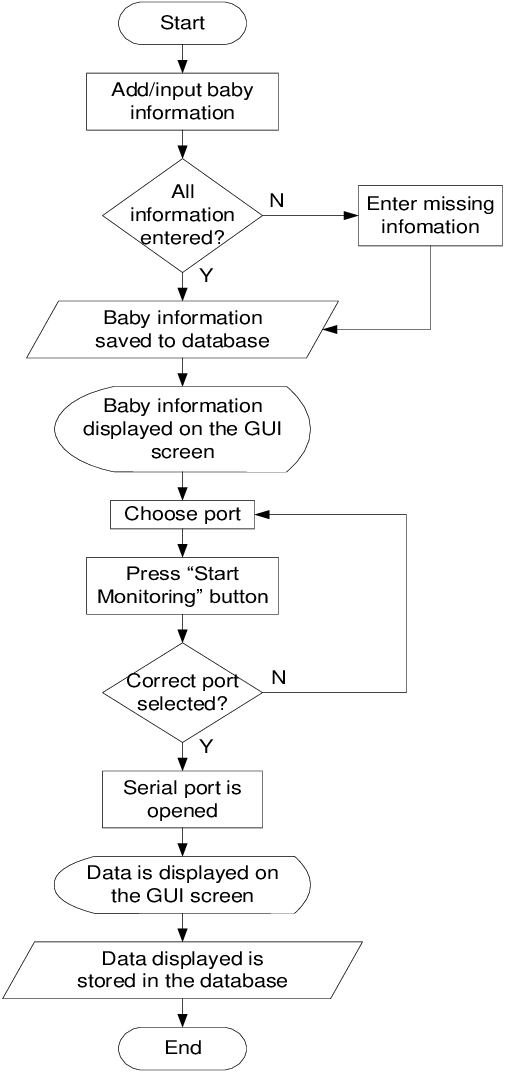 Start
Add/input baby
information
All
information
entered?
N
Enter missing
infomation
Y
Baby information
saved to database
Baby information
displayed on the GUI
screen
Choose port
Press “Start
Monitoring” button
Correct port
selected?
N
Y
Serial port is
opened
Data is displayed on
the GUI screen
Data displayed is
stored in the database
End